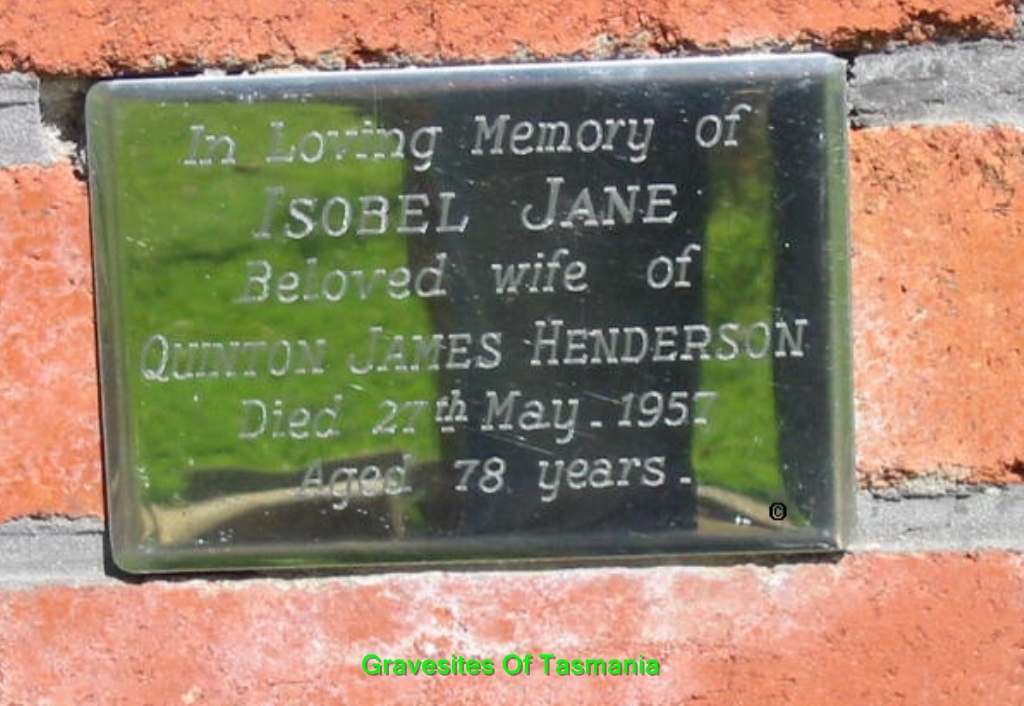 In Loving Memory of
ISOBEL JANE
Beloved wife of
QUINTON JAMES HENDERSON
Died 27th May. 1957
Aged 78 years.
©
Gravesites Of Tasmania